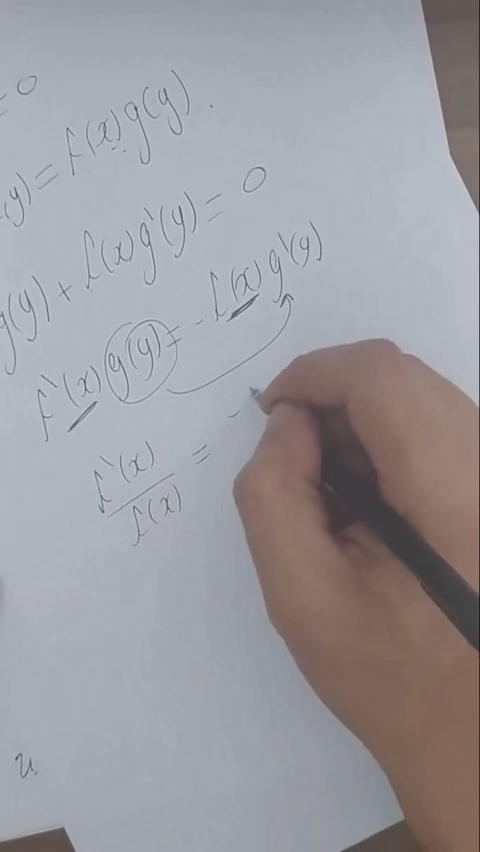 = 0
(y) = f(x) g(y).
g(y) + f(x) g'(y) = 0
f'(x) g(y) = - f(x) g'(y)
f'(x) / f(x) = -
u